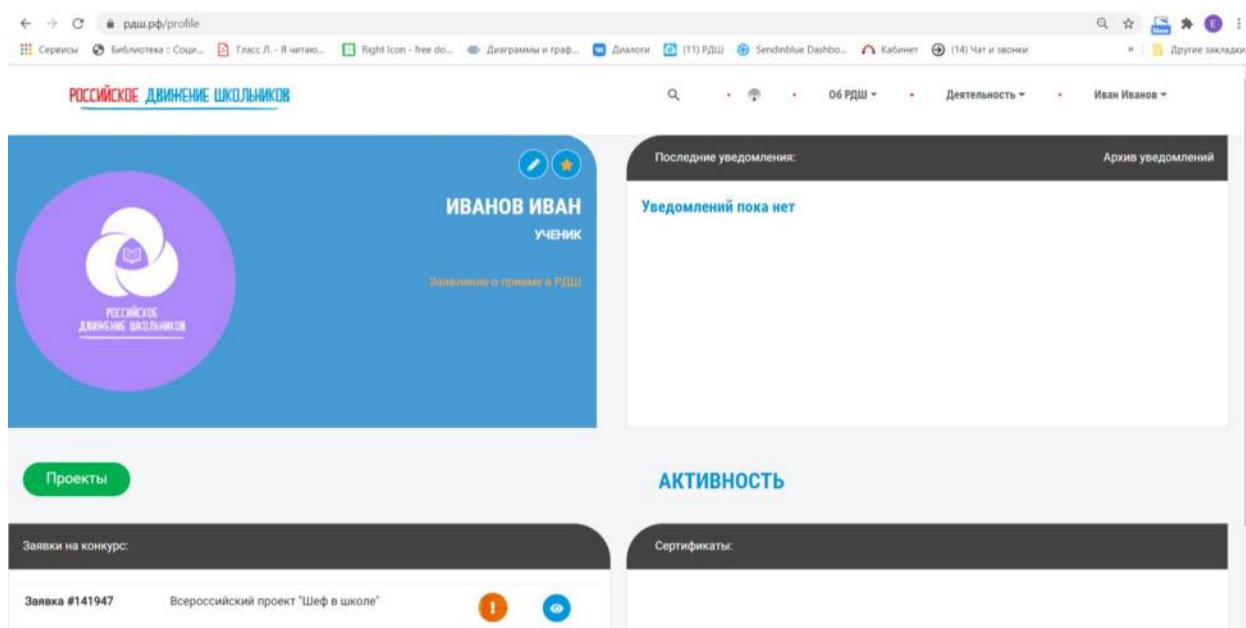 рдш.рф/profile
Сервисы Библиотека :: Соци... Гласс Л. - Я читаю... Right Icon - free do... Диаграммы и граф... Диалоги (11) РДШ Sendinblue Dashbo... Кабинет (14) Чат и звонки » Другие закладки
New
E
РОССИЙСКОЕ ДВИЖЕНИЕ ШКОЛЬНИКОВ
Об РДШ
Деятельность
Иван Иванов
ИВАНОВ ИВАН
УЧЕНИК
Заявление о приеме в РДШ
РОССИЙСКОЕ
ДВИЖЕНИЕ ШКОЛЬНИКОВ
Последние уведомления: Архив уведомлений
Уведомлений пока нет
Проекты
АКТИВНОСТЬ
Заявки на конкурс:
Сертификаты:
Заявка #141947 Всероссийский проект "Шеф в школе" !